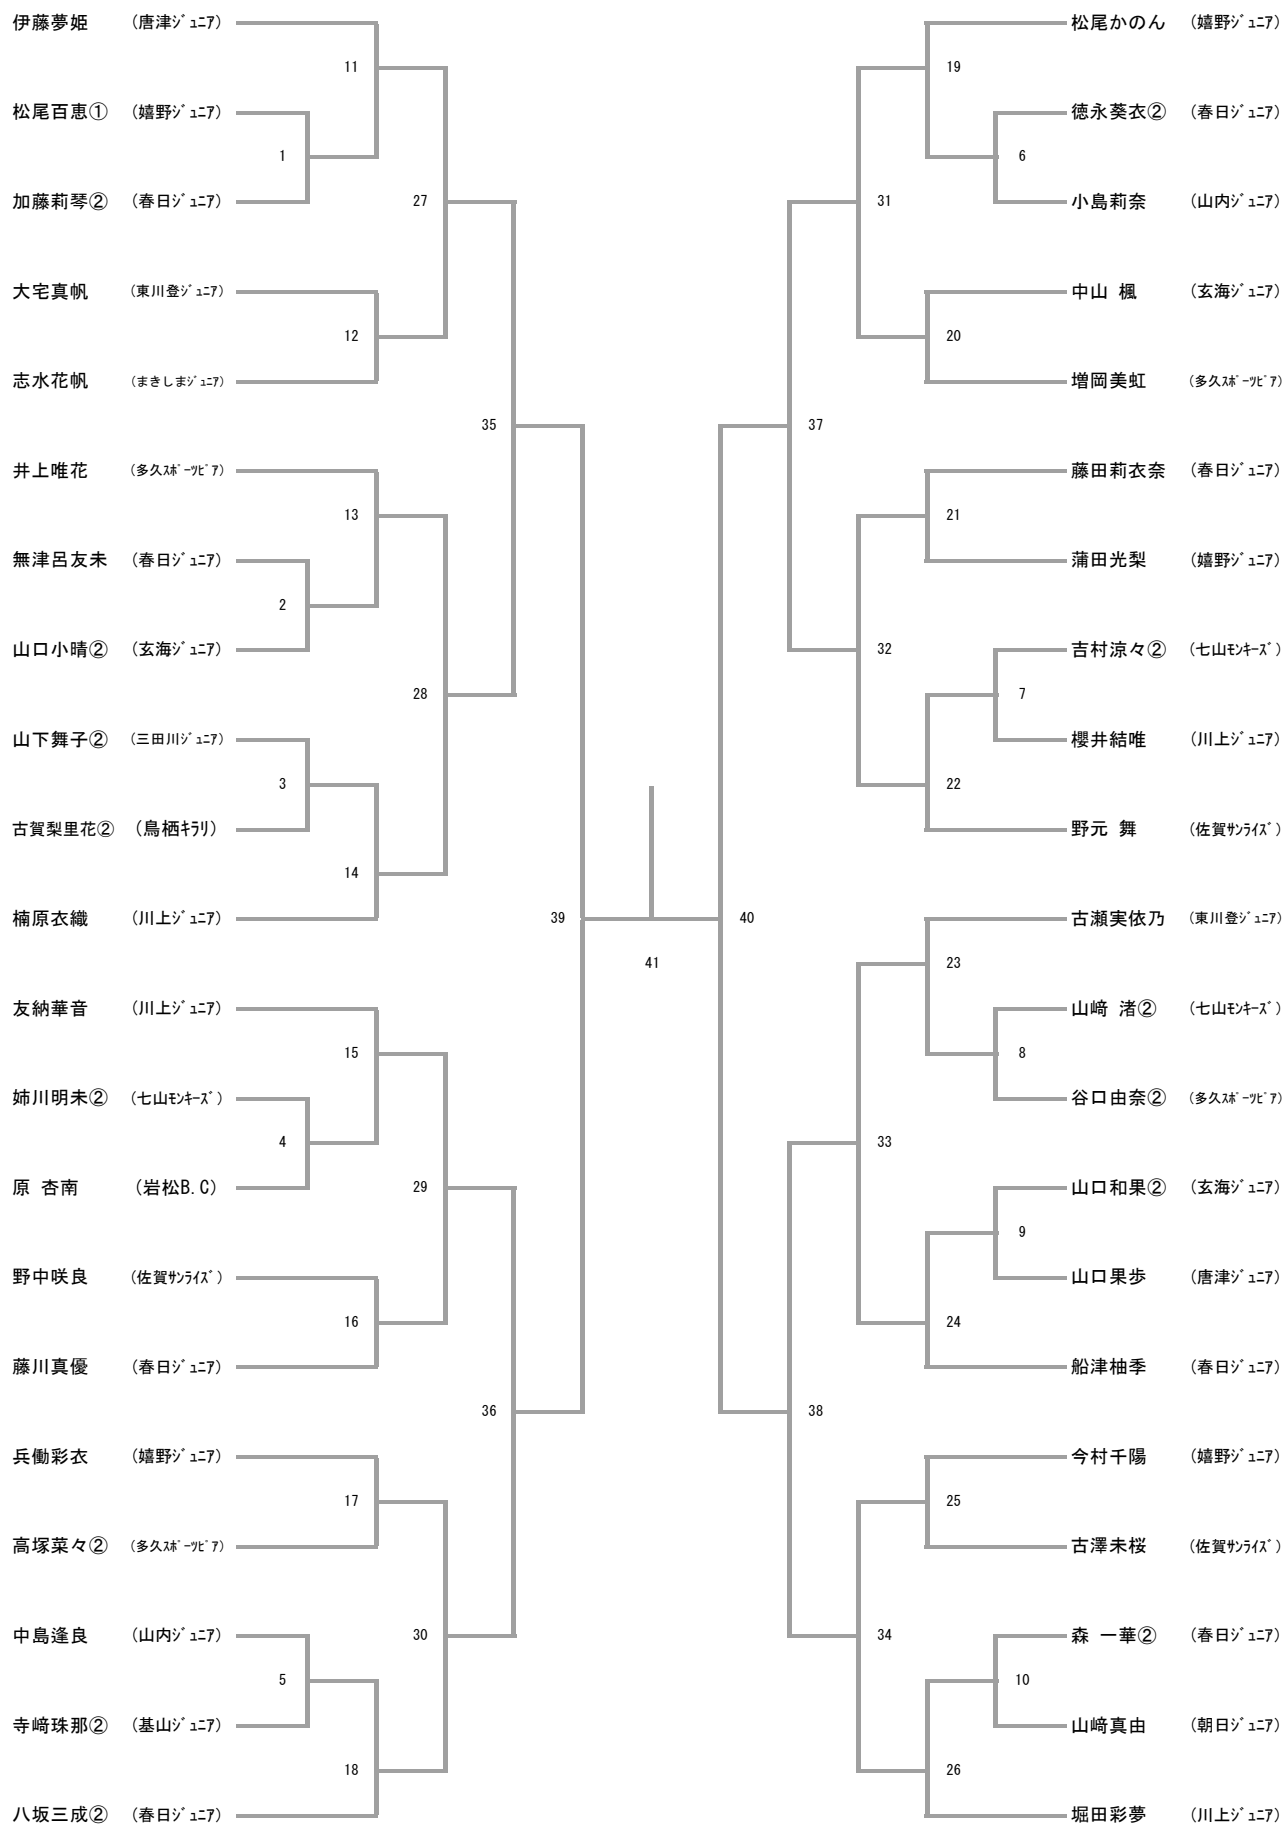 伊藤夢姫 (唐津ｼﾞｭﾆｱ)
11
松尾百恵① (嬉野ｼﾞｭﾆｱ)
1
加藤莉琴② (春日ｼﾞｭﾆｱ)
27
大宅真帆 (東川登ｼﾞｭﾆｱ)
12
志水花帆 (まきしまｼﾞｭﾆｱ)
35
井上唯花 (多久ｽﾎﾟｰﾂﾋﾟｱ)
13
無津呂友未 (春日ｼﾞｭﾆｱ)
2
山口小晴② (玄海ｼﾞｭﾆｱ)
28
山下舞子② (三田川ｼﾞｭﾆｱ)
3
古賀梨里花② (鳥栖ｷﾗﾘ)
14
楠原衣織 (川上ｼﾞｭﾆｱ)
39
友納華音 (川上ｼﾞｭﾆｱ)
15
姉川明未② (七山ﾓﾝｷｰｽﾞ)
4
原 杏南 (岩松B.C)
29
野中咲良 (佐賀ｻﾝﾗｲｽﾞ)
16
藤川真優 (春日ｼﾞｭﾆｱ)
36
兵働彩衣 (嬉野ｼﾞｭﾆｱ)
17
高塚菜々② (多久ｽﾎﾟｰﾂﾋﾟｱ)
中島逢良 (山内ｼﾞｭﾆｱ)
30
5
寺﨑珠那② (基山ｼﾞｭﾆｱ)
18
八坂三成② (春日ｼﾞｭﾆｱ)
41
松尾かのん (嬉野ｼﾞｭﾆｱ)
19
徳永葵衣② (春日ｼﾞｭﾆｱ)
6
小島莉奈 (山内ｼﾞｭﾆｱ)
31
中山 楓 (玄海ｼﾞｭﾆｱ)
20
増岡美虹 (多久ｽﾎﾟｰﾂﾋﾟｱ)
37
藤田莉衣奈 (春日ｼﾞｭﾆｱ)
21
蒲田光梨 (嬉野ｼﾞｭﾆｱ)
32
吉村涼々② (七山ﾓﾝｷｰｽﾞ)
7
櫻井結唯 (川上ｼﾞｭﾆｱ)
22
野元 舞 (佐賀ｻﾝﾗｲｽﾞ)
40
古瀬実依乃 (東川登ｼﾞｭﾆｱ)
23
山﨑 渚② (七山ﾓﾝｷｰｽﾞ)
8
谷口由奈② (多久ｽﾎﾟｰﾂﾋﾟｱ)
33
山口和果② (玄海ｼﾞｭﾆｱ)
9
山口果歩 (唐津ｼﾞｭﾆｱ)
24
船津柚季 (春日ｼﾞｭﾆｱ)
38
今村千陽 (嬉野ｼﾞｭﾆｱ)
25
古澤未桜 (佐賀ｻﾝﾗｲｽﾞ)
34
森 一華② (春日ｼﾞｭﾆｱ)
10
山﨑真由 (朝日ｼﾞｭﾆｱ)
26
堀田彩夢 (川上ｼﾞｭﾆｱ)